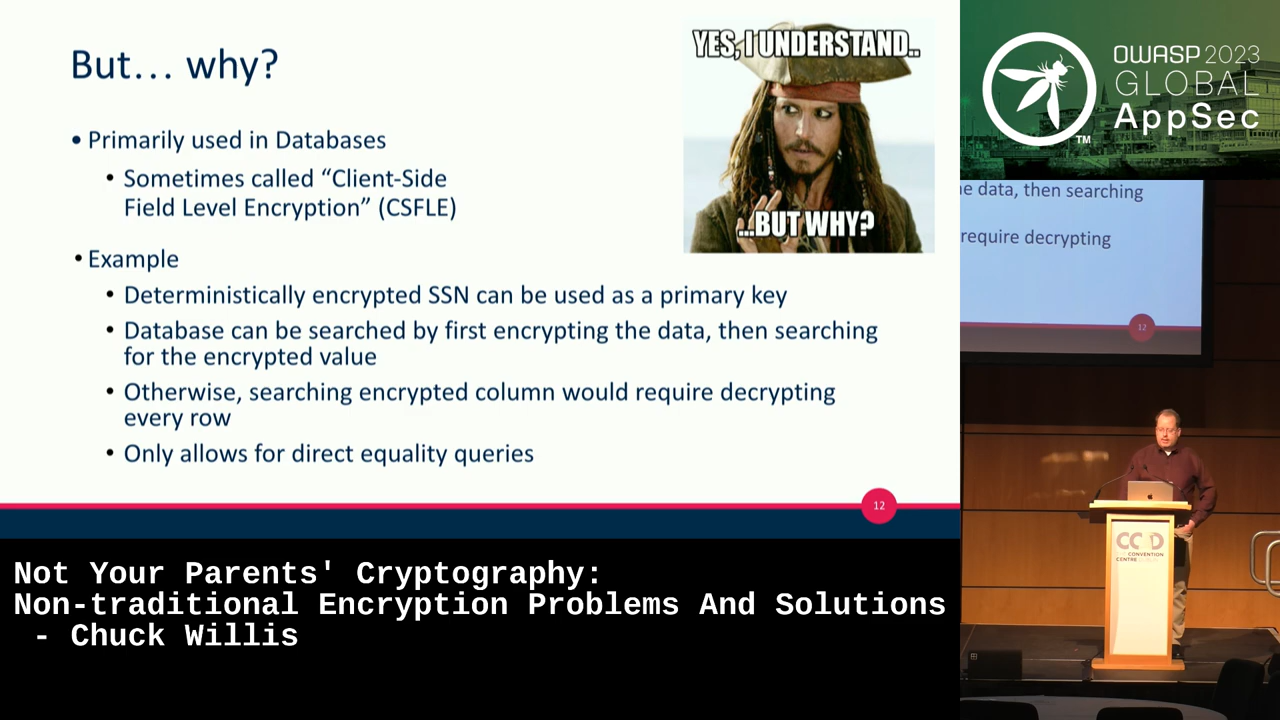 But… why?
YES, I UNDERSTAND..
...BUT WHY?
• Primarily used in Databases
• Sometimes called “Client-Side
Field Level Encryption” (CSFLE)
• Example
• Deterministically encrypted SSN can be used as a primary key
• Database can be searched by first encrypting the data, then searching
for the encrypted value
• Otherwise, searching encrypted column would require decrypting
every row
• Only allows for direct equality queries
12
OWASP 2023
GLOBAL
AppSec
TM
e data, then searching
require decrypting
12
CONVENTION
CENTRE
Not Your Parents' Cryptography:
Non-traditional Encryption Problems And Solutions
- Chuck Willis